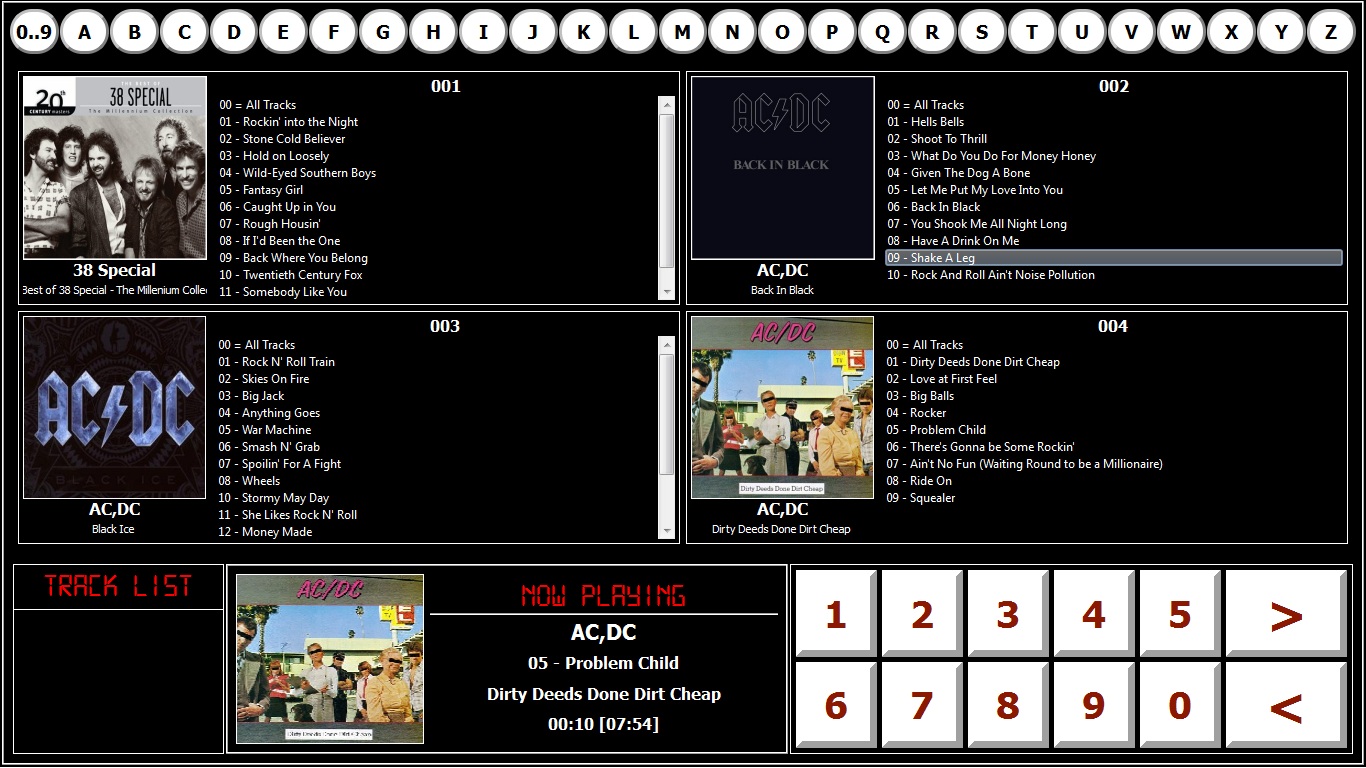 0..9 A B C D E F G H I J K L M N O P Q R S T U V W X Y Z
20th
CENTURY masters
THE BEST OF
38 SPECIAL
The Millennium Collection
38 Special
Best of 38 Special - The Millenium Collec
001
00 = All Tracks
01 - Rockin' into the Night
02 - Stone Cold Believer
03 - Hold on Loosely
04 - Wild-Eyed Southern Boys
05 - Fantasy Girl
06 - Caught Up in You
07 - Rough Housin'
08 - If I'd Been the One
09 - Back Where You Belong
10 - Twentieth Century Fox
11 - Somebody Like You
AC DC
BACK IN BLACK
AC,DC
Back In Black
002
00 = All Tracks
01 - Hells Bells
02 - Shoot To Thrill
03 - What Do You Do For Money Honey
04 - Given The Dog A Bone
05 - Let Me Put My Love Into You
06 - Back In Black
07 - You Shook Me All Night Long
08 - Have A Drink On Me
09 - Shake A Leg
10 - Rock And Roll Ain't Noise Pollution
AC DC
BLACK ICE
AC,DC
Black Ice
003
00 = All Tracks
01 - Rock N' Roll Train
02 - Skies On Fire
03 - Big Jack
04 - Anything Goes
05 - War Machine
06 - Smash N' Grab
07 - Spoilin' For A Fight
08 - Wheels
10 - Stormy May Day
11 - She Likes Rock N' Roll
12 - Money Made
AC/DC
Dirty Deeds Done Dirt Cheap
AC,DC
Dirty Deeds Done Dirt Cheap
004
00 = All Tracks
01 - Dirty Deeds Done Dirt Cheap
02 - Love at First Feel
03 - Big Balls
04 - Rocker
05 - Problem Child
06 - There's Gonna be Some Rockin'
07 - Ain't No Fun (Waiting Round to be a Millionaire)
08 - Ride On
09 - Squealer
TRACK LIST
AC/DC
Dirty Deeds Done Dirt Cheap
NOW PLAYING
AC,DC
05 - Problem Child
Dirty Deeds Done Dirt Cheap
00:10 [07:54]
1 2 3 4 5 >
6 7 8 9 0 <